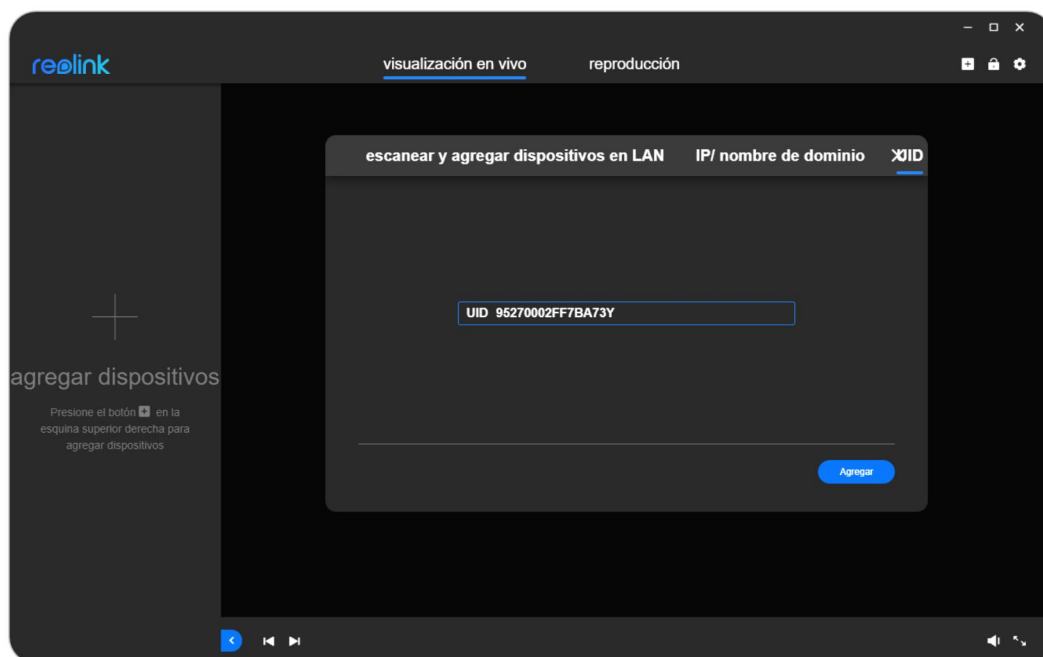 reolink
visualización en vivo
reproducción
escanear y agregar dispositivos en LAN
IP/ nombre de dominio
UID
UID 95270002FF7BA73Y
agregar dispositivos
Presione el botón en la
esquina superior derecha para
agregar dispositivos
Agregar